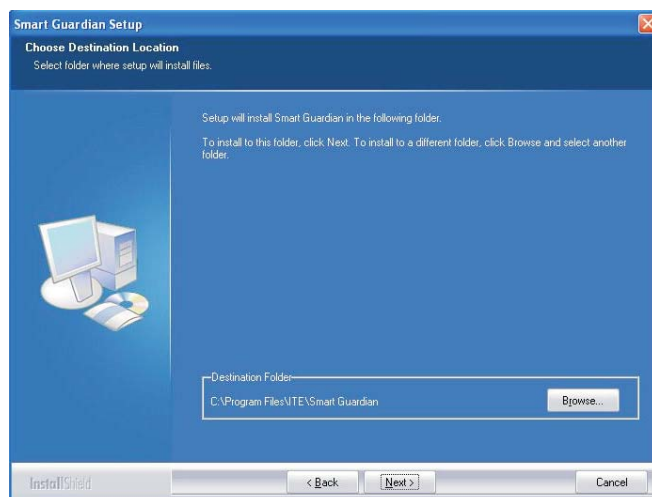 Smart Guardian Setup
Choose Destination Location
Select folder where setup will install files.
Setup will install Smart Guardian in the following folder.
To install to this folder, click Next. To install to a different folder, click Browse and select another
folder.
Destination Folder
C:\Program Files\ITE\Smart Guardian
Browse...
InstallShield
< Back
Next >
Cancel